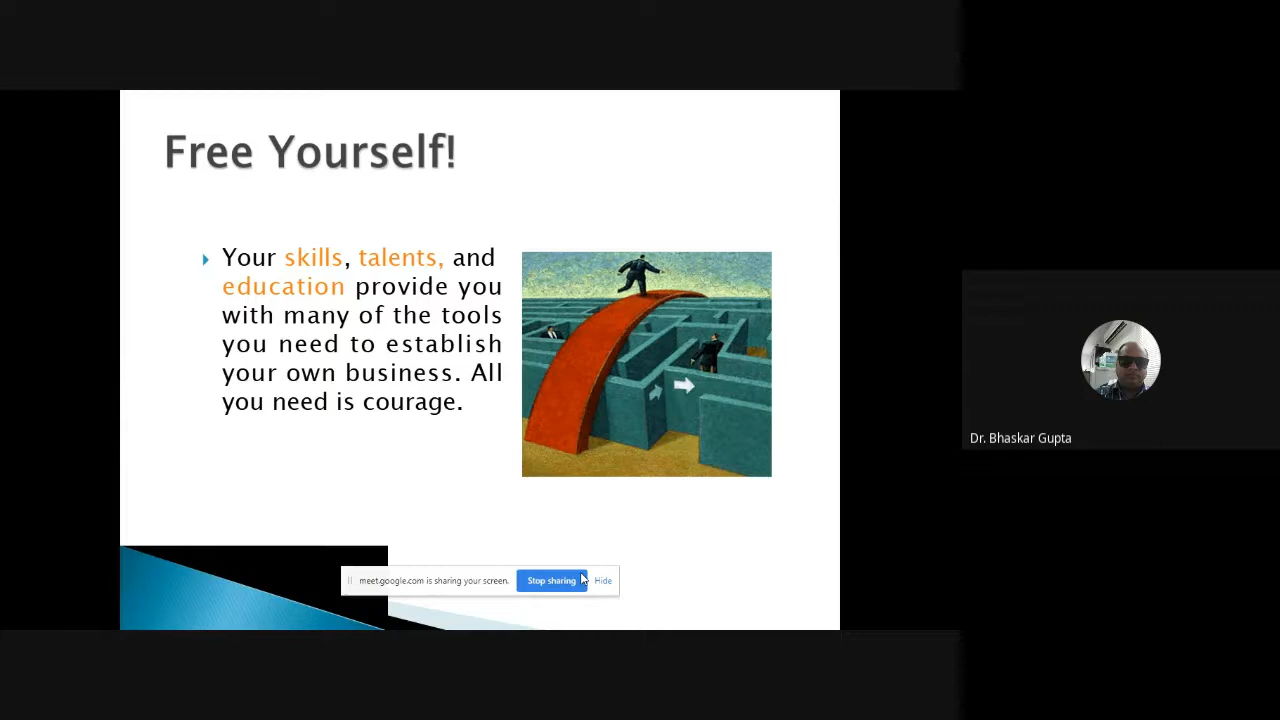 Free Yourself!
Your skills, talents, and
education provide you
with many of the tools
you need to establish
your own business. All
you need is courage.
Dr. Bhaskar Gupta
meet.google.com is sharing your screen. Stop sharing Hide